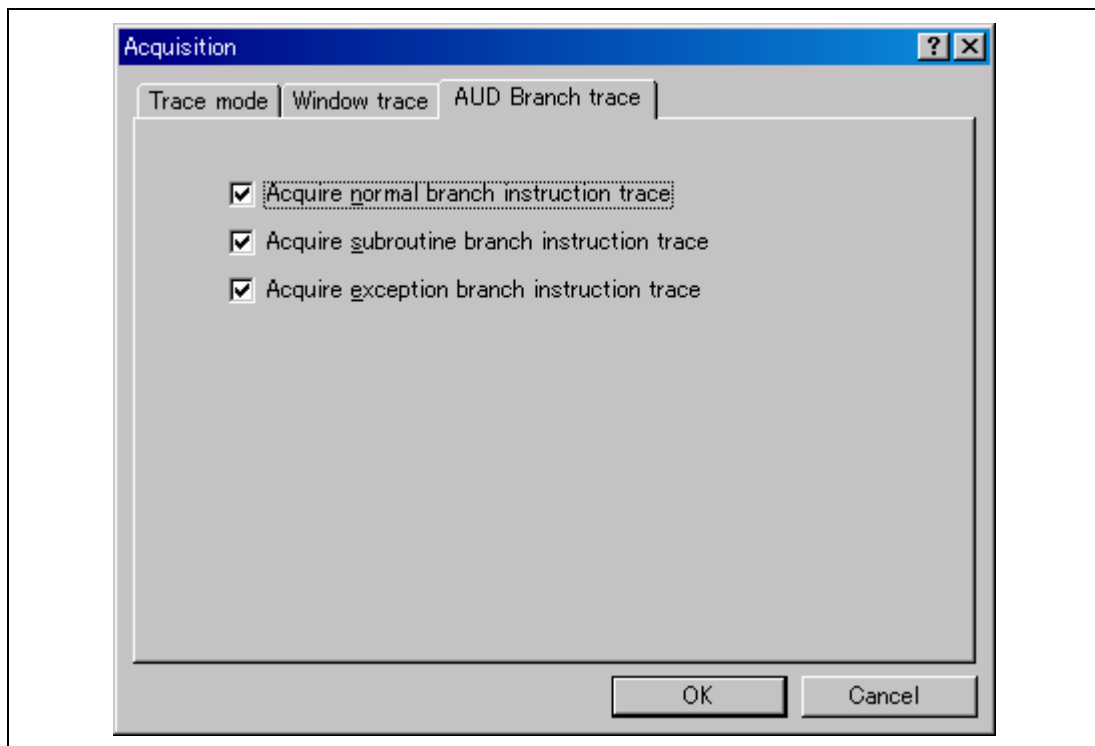 Acquisition
Trace mode Window trace AUD Branch trace
Acquire normal branch instruction trace
Acquire subroutine branch instruction trace
Acquire exception branch instruction trace
OK Cancel